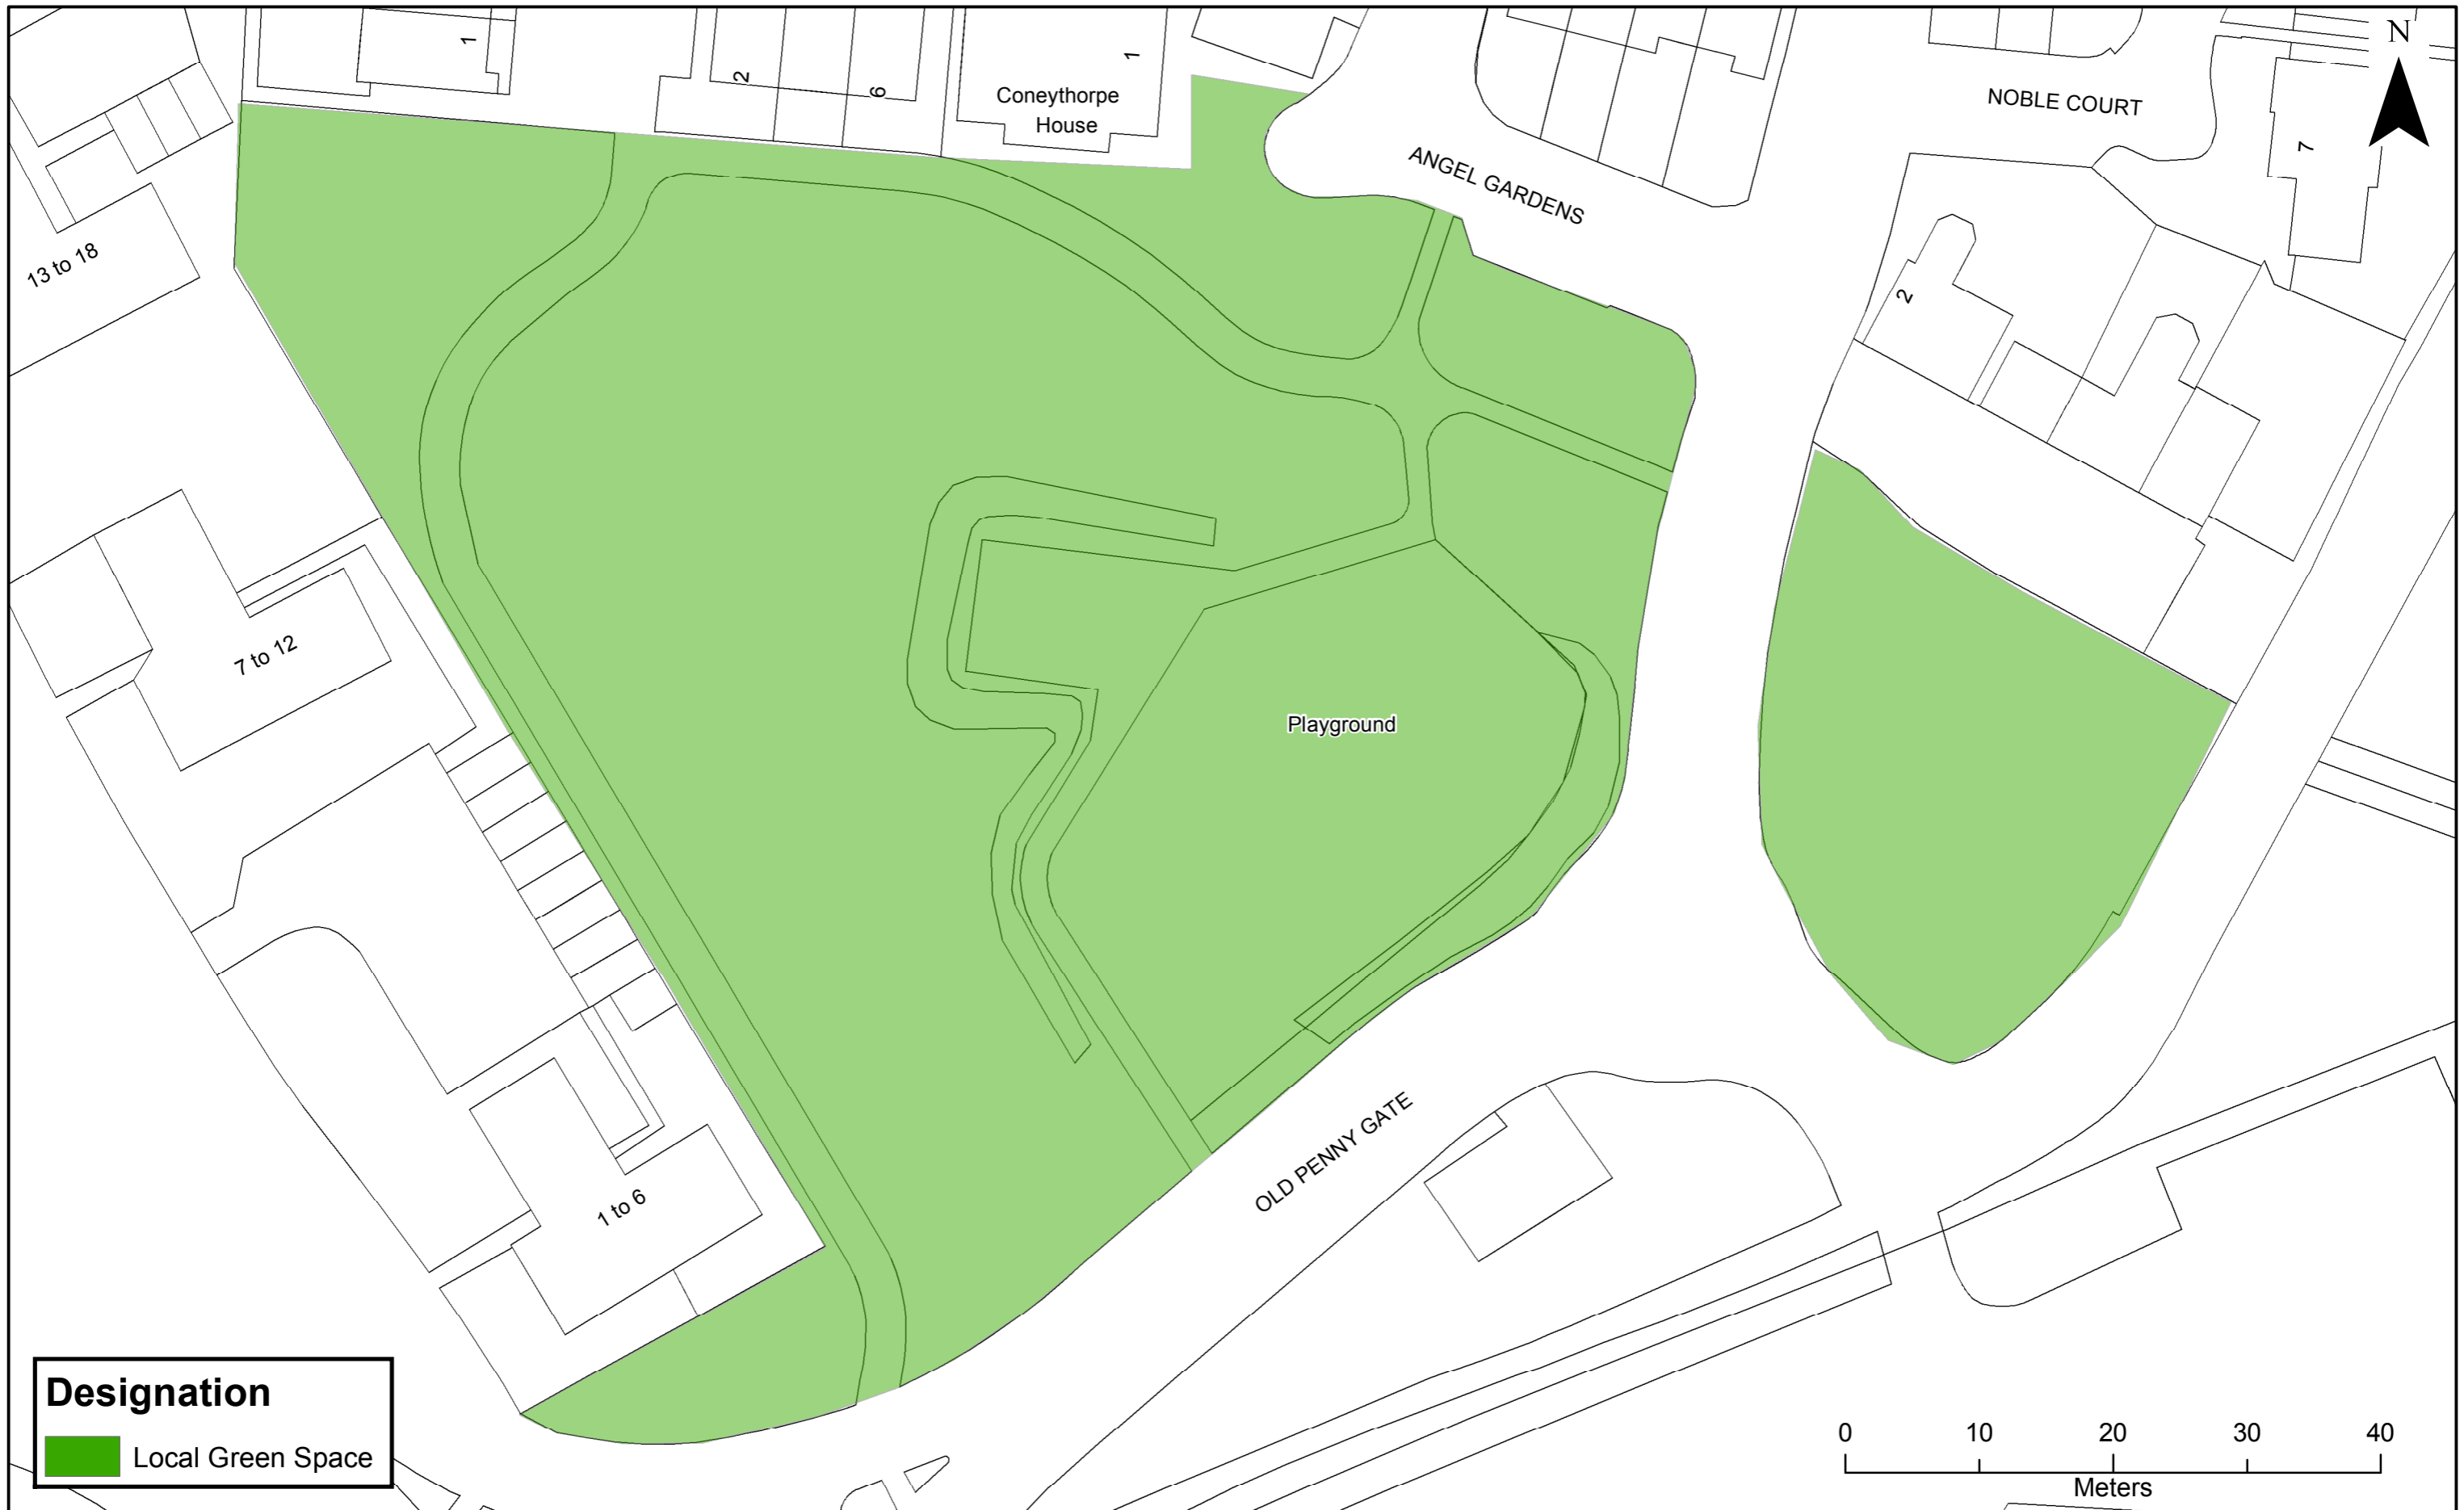 N
1
2
6
1
Coneythorpe
House
NOBLE COURT
7
ANGEL GARDENS
13 to 18
2
7 to 12
Playground
OLD PENNY GATE
1 to 6
Designation
Local Green Space
0 10 20 30 40
Meters